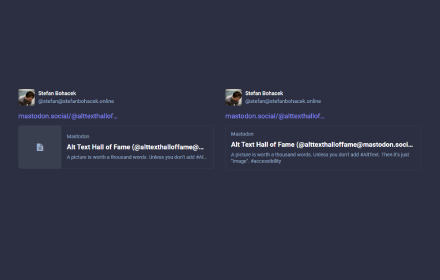 Stefan Bohacek
@stefan@stefanbohacek.online
mastodon.social/@alttexthallof…
Mastodon
Alt Text Hall of Fame (@alttexthalloffame@…
A picture is worth a thousand words. Unless you don't add #Al…
Stefan Bohacek
@stefan@stefanbohacek.online
mastodon.social/@alttexthallof…
Mastodon
Alt Text Hall of Fame (@alttexthalloffame@mastodon.soci…
A picture is worth a thousand words. Unless you don't add #AltText. Then it's just
"image". #accessibility